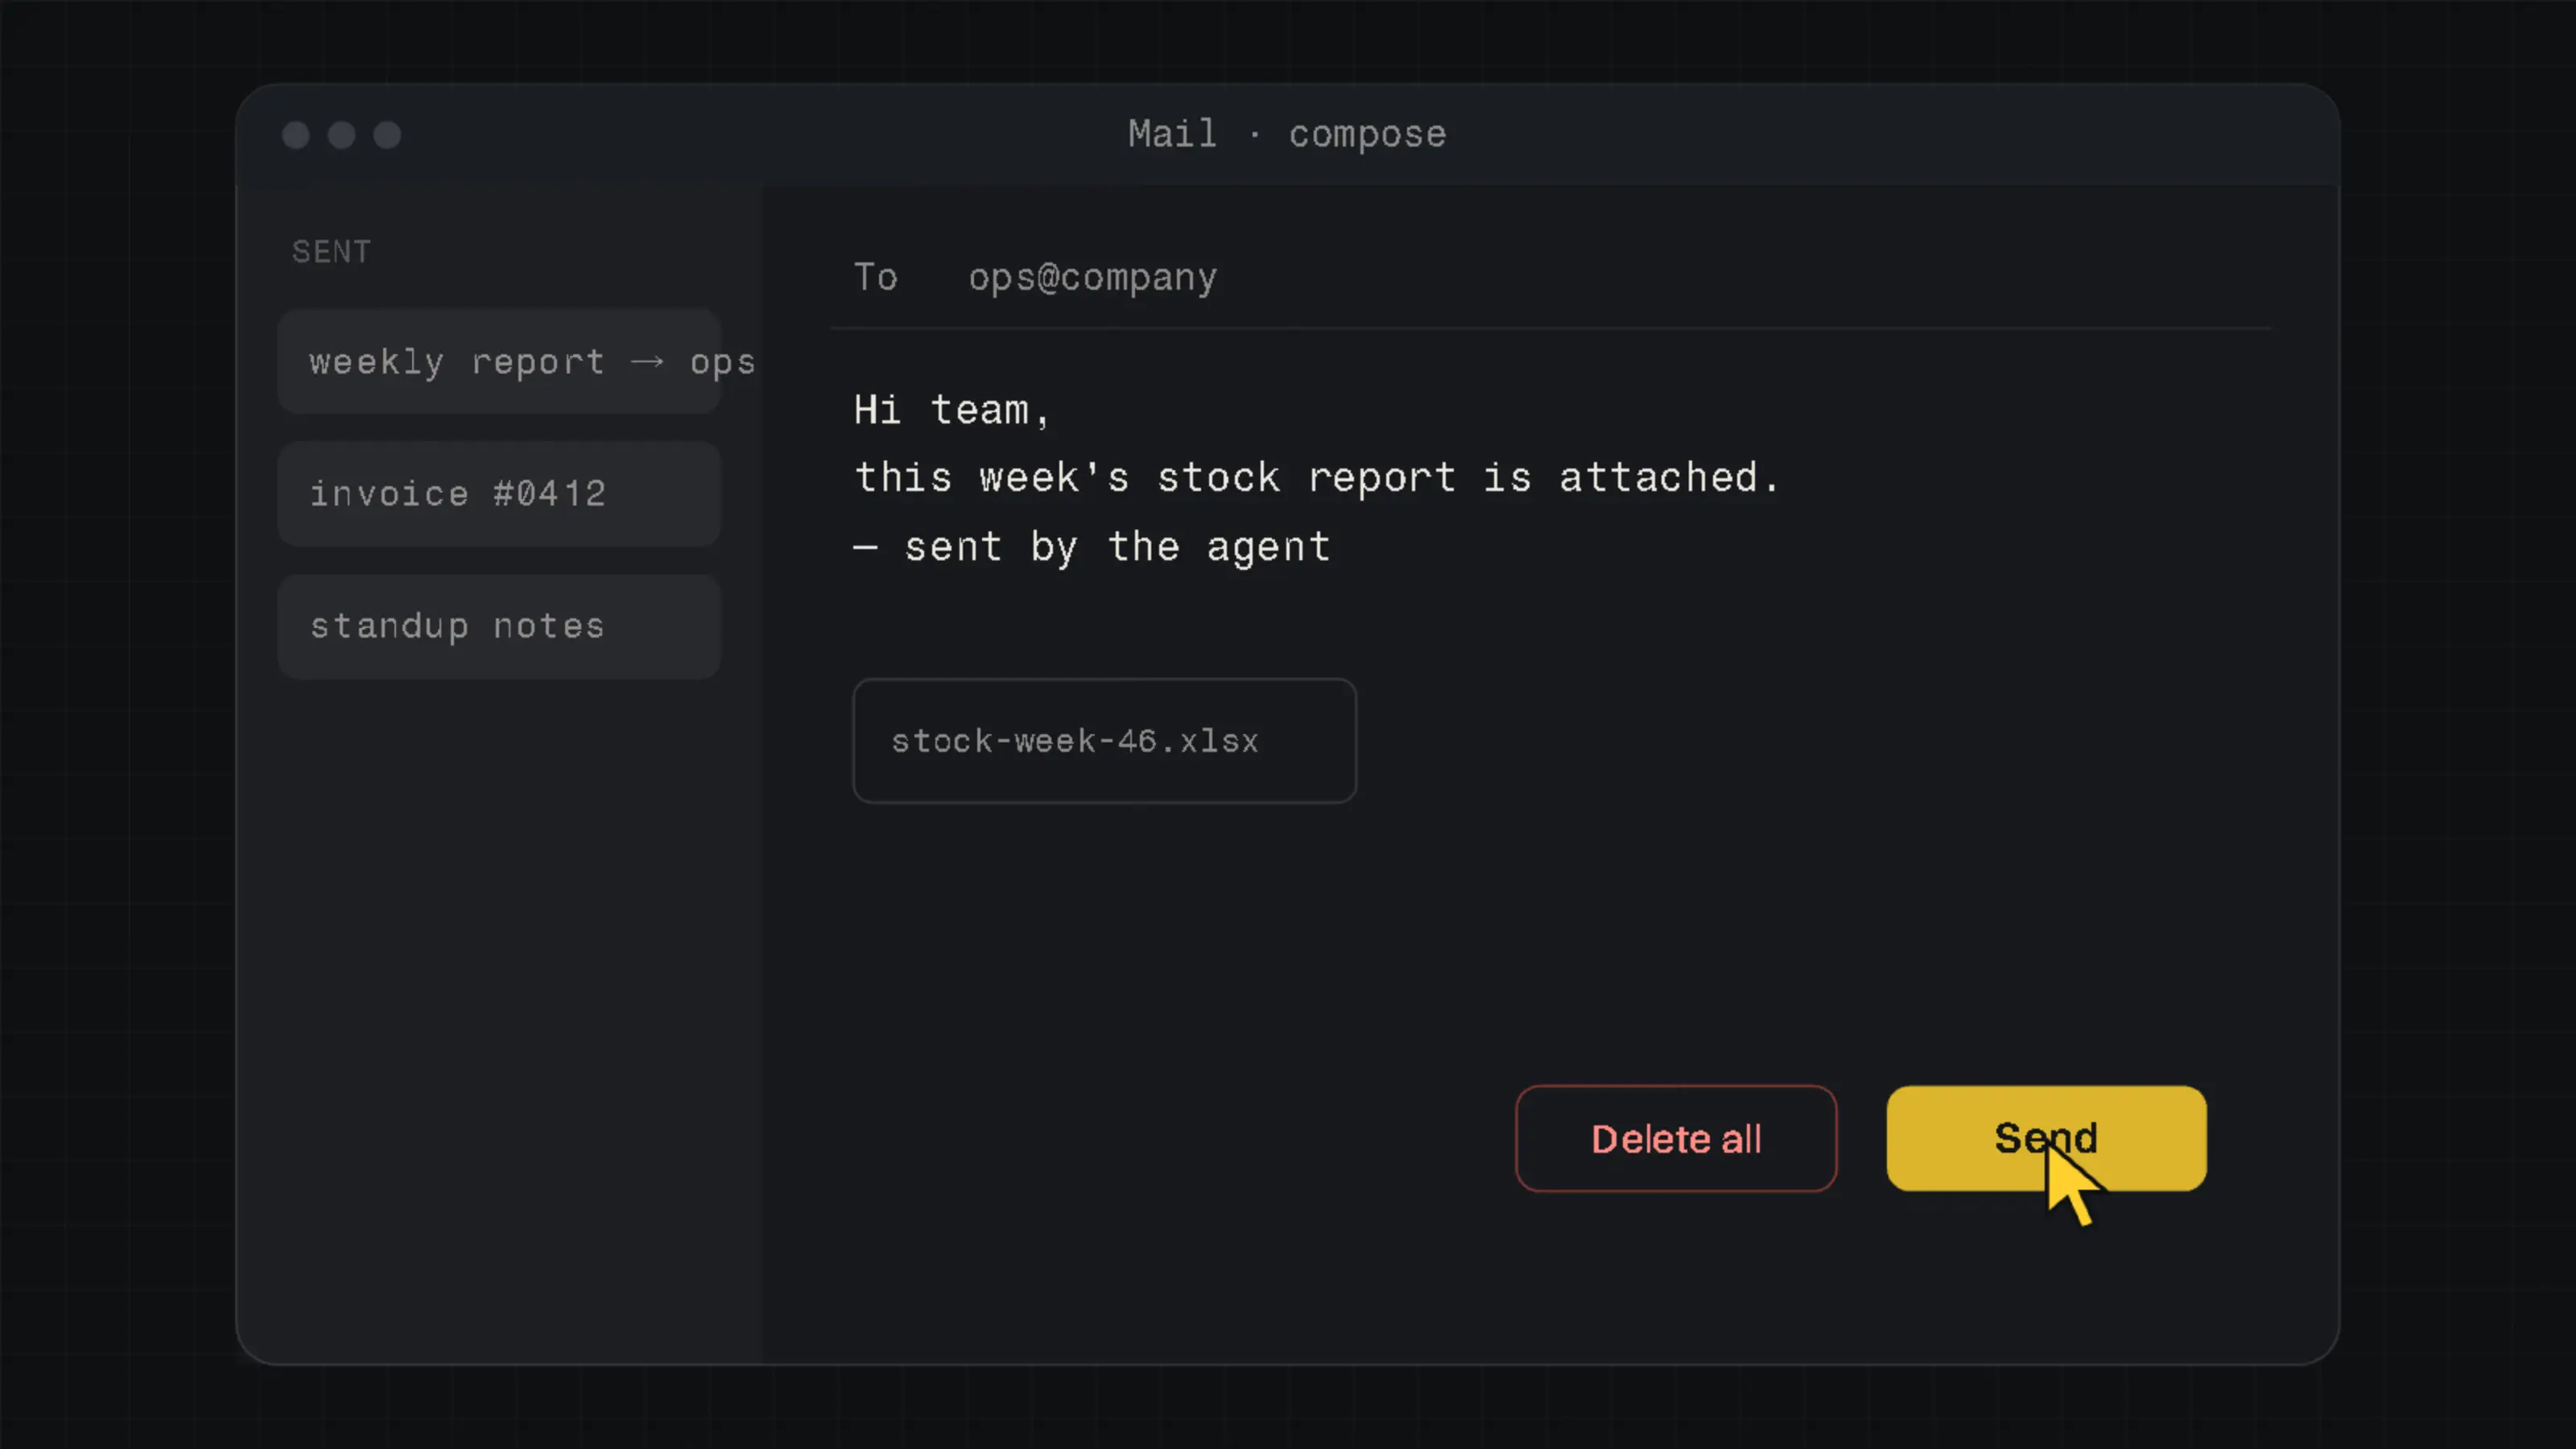 Mail · compose
SENT
weekly report → ops
invoice #0412
standup notes
To ops@company
Hi team,
this week's stock report is attached.
— sent by the agent
stock-week-46.xlsx
Delete all
Send